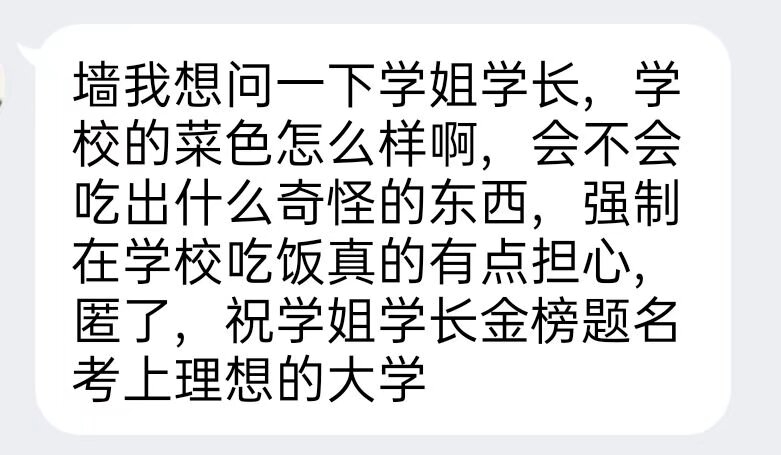 墙我想问一下学姐学长，学
校的菜色怎么样啊，会不会
吃出什么奇怪的东西，强制
在学校吃饭真的有点担心，
匿了，祝学姐学长金榜题名
考上理想的大学